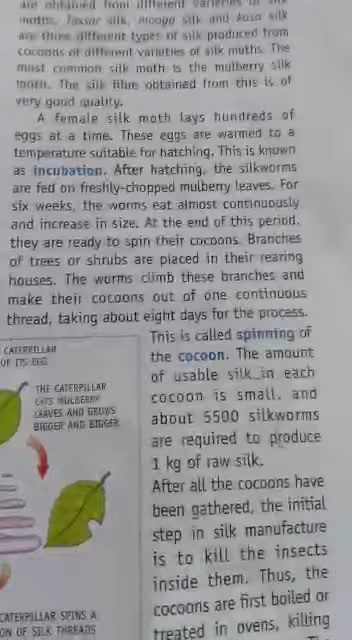 are obtained from different varieties of silk
moths. Tassar silk, mooga silk and kosa silk
are three different types of silk produced from
cocoons of different varieties of silk moths. The
most common silk moth is the mulberry silk
moth. The silk fibre obtained from this is of
very good quality.
A female silk moth lays hundreds of
eggs at a time. These eggs are warmed to a
temperature suitable for hatching. This is known
as incubation. After hatching, the silkworms
are fed on freshly-chopped mulberry leaves. For
six weeks, the worms eat almost continuously
and increase in size. At the end of this period,
they are ready to spin their cocoons. Branches
of trees or shrubs are placed in their rearing
houses. The worms climb these branches and
make their cocoons out of one continuous
thread, taking about eight days for the process.
This is called spinning of
the cocoon. The amount
of usable silk in each
cocoon is small, and
about 5500 silkworms
are required to produce
1 kg of raw silk.
After all the cocoons have
been gathered, the initial
step in silk manufacture
is to kill the insects
inside them. Thus, the
cocoons are first boiled or
treated in ovens, killing
CATERPILLAR
OF ITS EGG
THE CATERPILLAR
EATS MULBERRY
LEAVES AND GROWS
BIGGER AND BIGGER
CATERPILLAR SPINS A
ON OF SILK THREADS